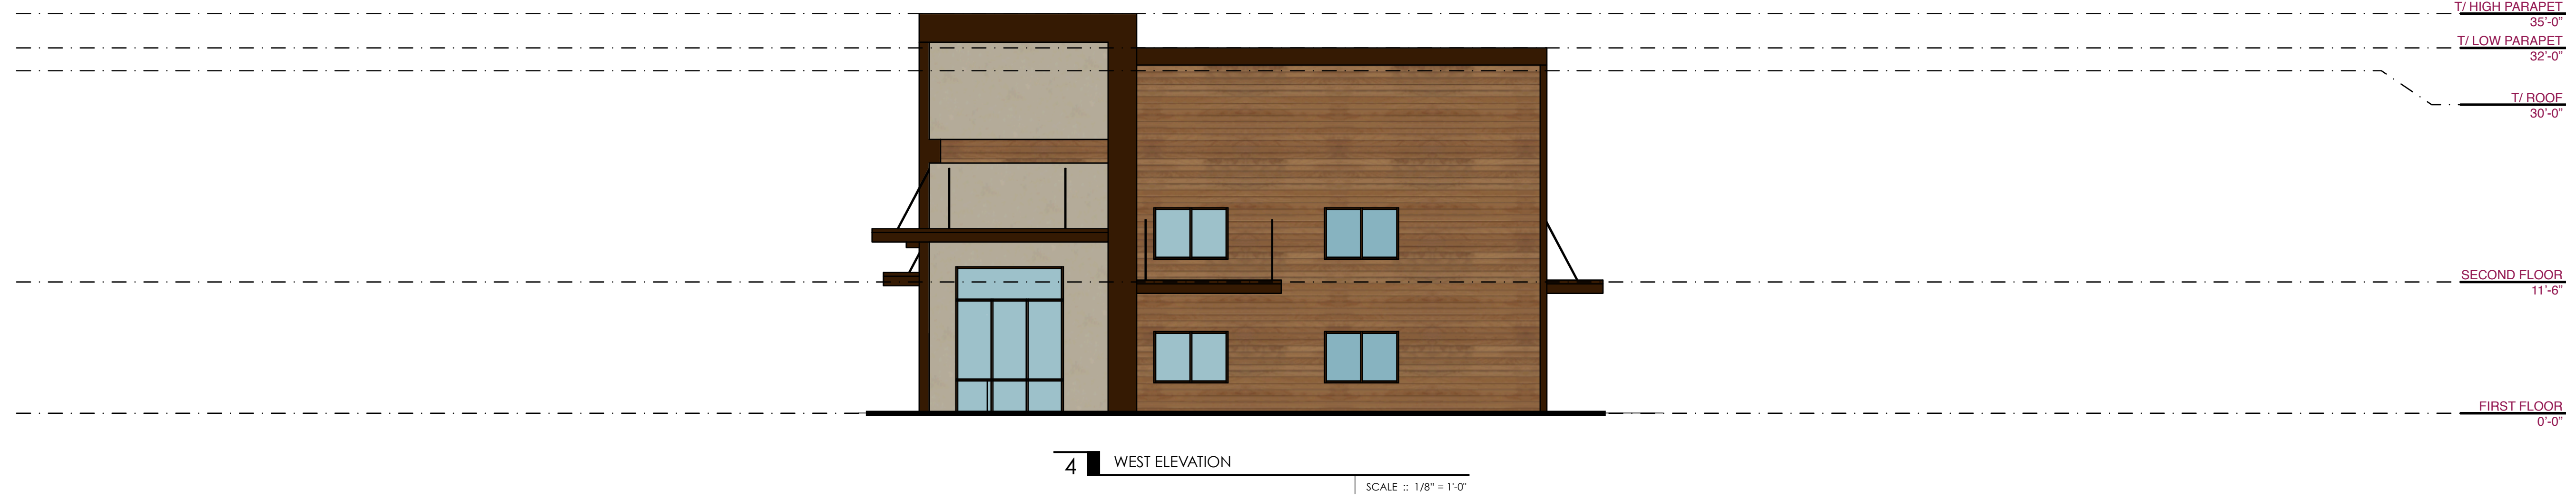 T/ HIGH PARAPET
35'-0"
T/ LOW PARAPET
32'-0"
T/ ROOF
30'-0"
SECOND FLOOR
11'-6"
FIRST FLOOR
0'-0"
4 WEST ELEVATION
SCALE :: 1/8" = 1'-0"